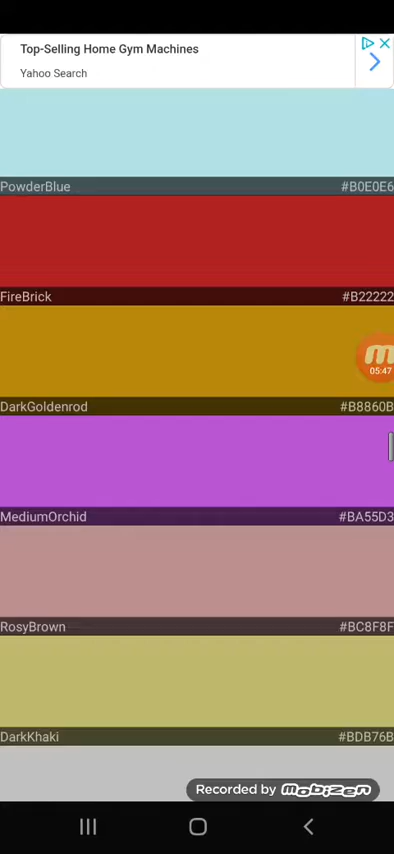 Top-Selling Home Gym Machines
Yahoo Search
PowderBlue #B0E0E6
FireBrick #B22222
m
05:47
DarkGoldenrod #B8860B
MediumOrchid #BA55D3
RosyBrown #BC8F8F
DarkKhaki #BDB76B
Recorded by mobizen